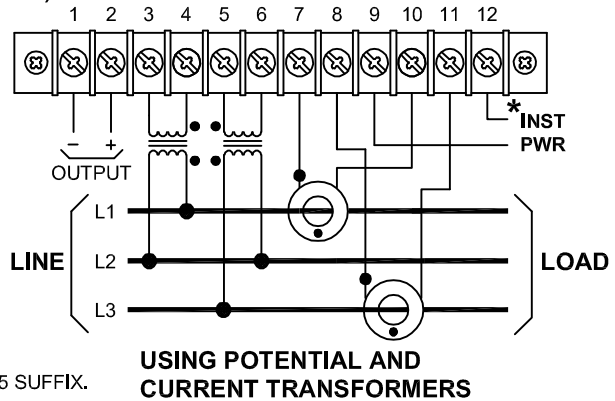 1 2 3 4 5 6 7 8 9 10 11 12
*INST
− +
PWR
OUTPUT
L1
LINE L2 LOAD
L3
USING POTENTIAL AND
5 SUFFIX.
CURRENT TRANSFORMERS